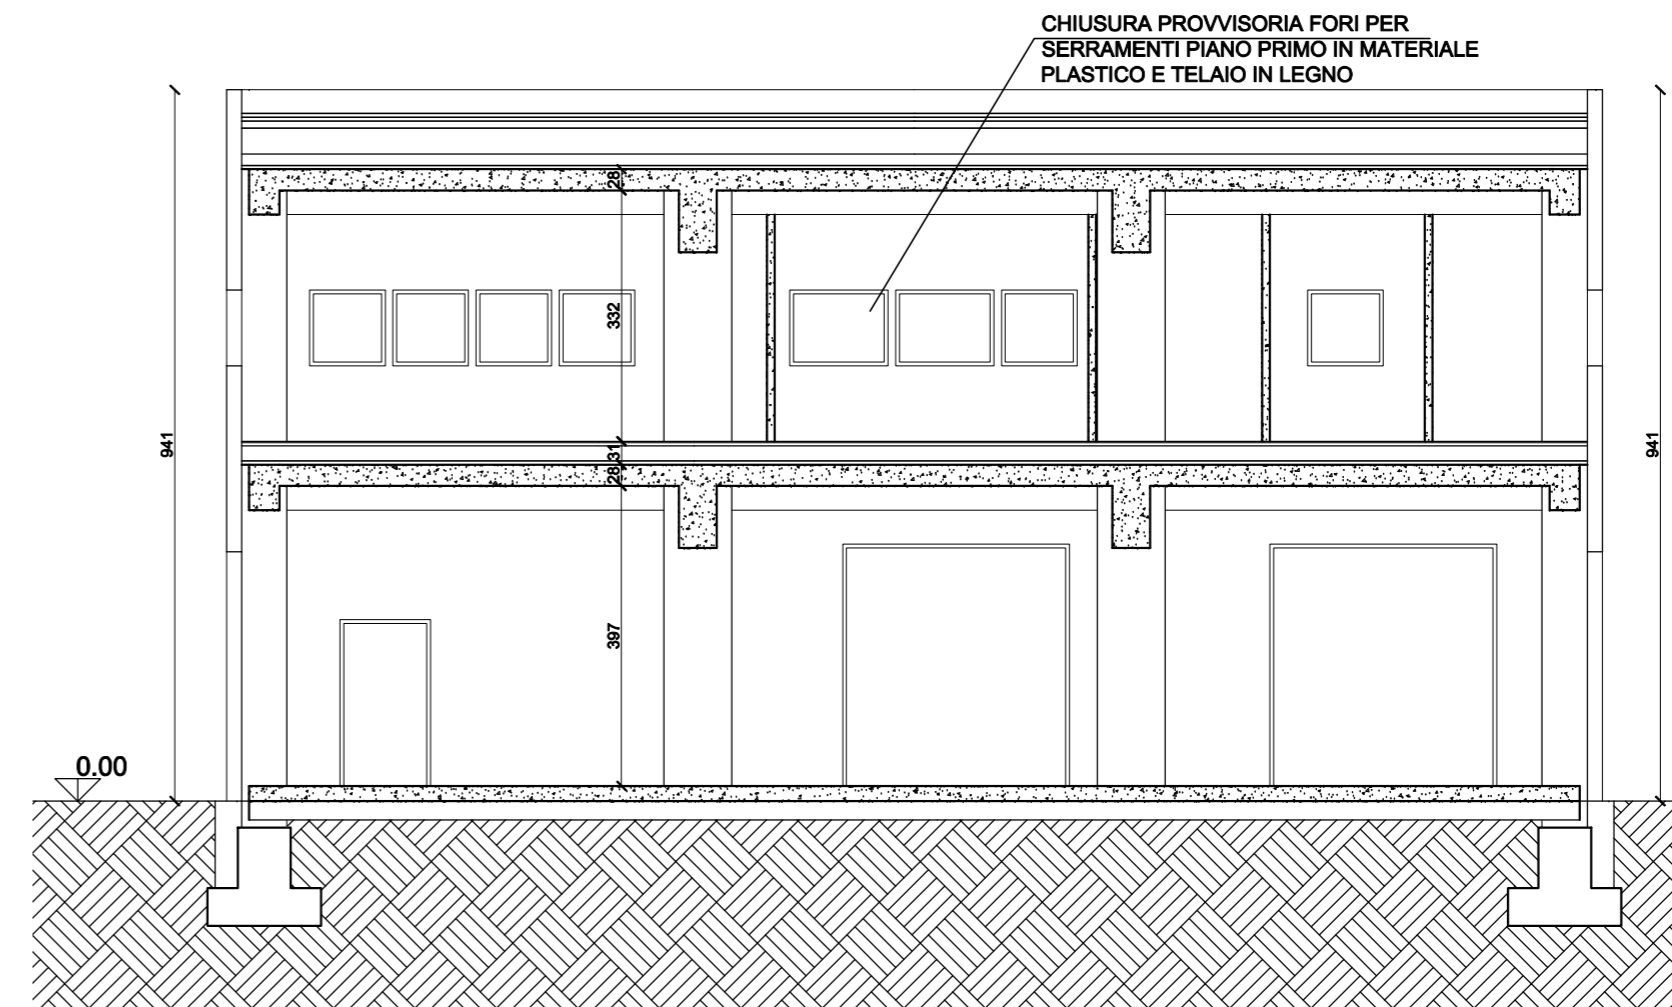 CHIUSURA PROVVISORIA FORI PER
SERRAMENTI PIANO PRIMO IN MATERIALE
PLASTICO E TELAIO IN LEGNO
28
332
941
31
28
941
397
0.00